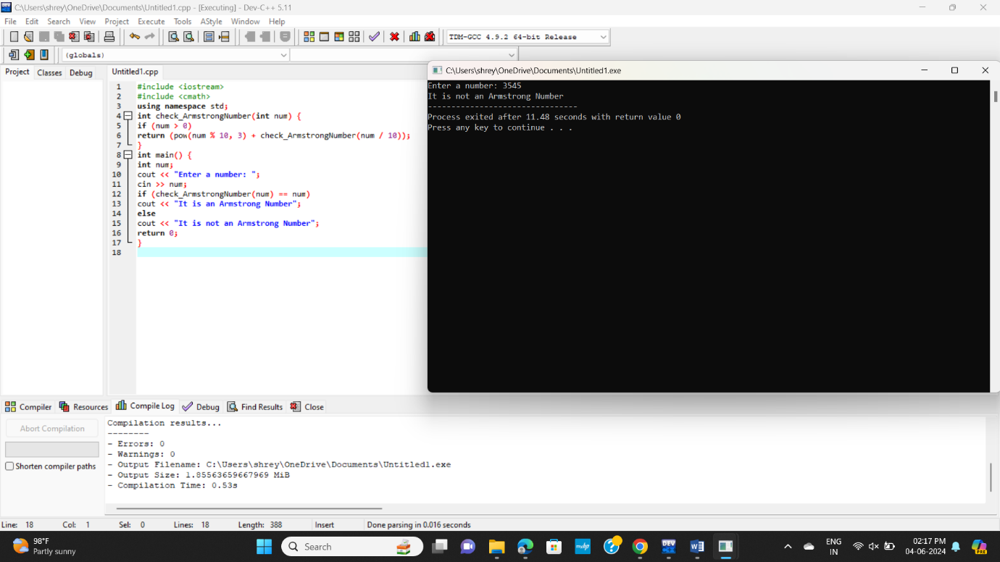 C:\Users\shrey\OneDrive\Documents\Untitled1.cpp - [Executing] - Dev-C++ 5.11
File Edit Search View Project Execute Tools AStyle Window Help
TDM-GCC 4.9.2 64-bit Release
(globals)
Project Classes Debug
Untitled1.cpp
1 #include <iostream>
2 #include <cmath>
3 using namespace std;
4 int check_ArmstrongNumber(int num) {
5 if (num > 0)
6 return (pow(num % 10, 3) + check_ArmstrongNumber(num / 10));
7 }
8 int main() {
9 int num;
10 cout << "Enter a number: ";
11 cin >> num;
12 if (check_ArmstrongNumber(num) == num)
13 cout << "It is an Armstrong Number";
14 else
15 cout << "It is not an Armstrong Number";
16 return 0;
17 }
18
C:\Users\shrey\OneDrive\Documents\Untitled1.exe
Enter a number: 3545
It is not an Armstrong Number
--------------------------------
Process exited after 11.48 seconds with return value 0
Press any key to continue . . .
Compiler Resources Compile Log Debug Find Results Close
Abort Compilation
Shorten compiler paths
Compilation results...
--------
- Errors: 0
- Warnings: 0
- Output Filename: C:\Users\shrey\OneDrive\Documents\Untitled1.exe
- Output Size: 1.85563659667969 MiB
- Compilation Time: 0.53s
Line: 18 Col: 1 Sel: 0 Lines: 18 Length: 388 Insert Done parsing in 0.016 seconds
98°F
Partly sunny
Search
mvhp
DEV
ENG
IN
02:17 PM
04-06-2024
PRE